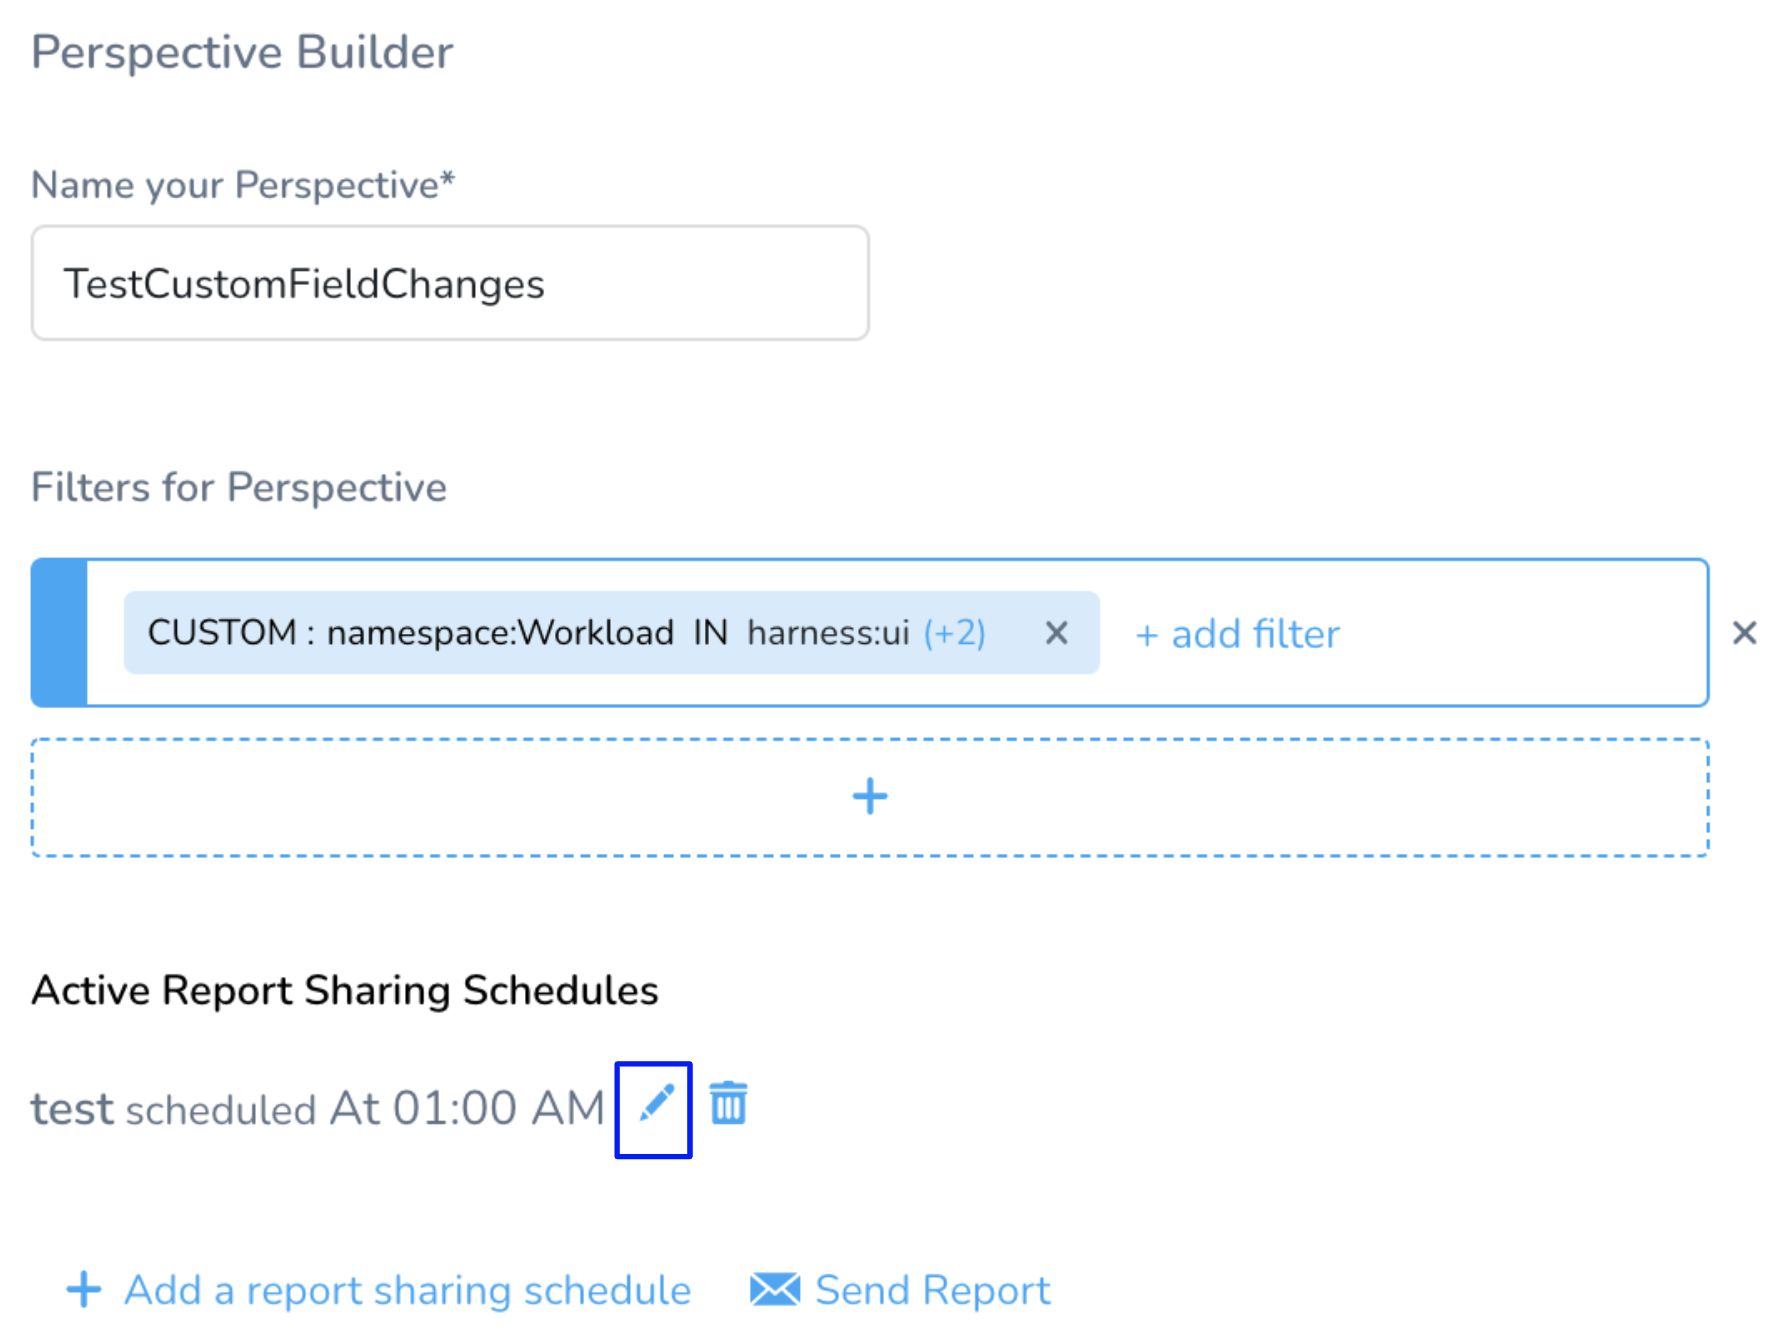 Perspective Builder
Name your Perspective*
TestCustomFieldChanges
Filters for Perspective
CUSTOM : namespace:Workload IN harness:ui (+2) × + add filter ×
+
Active Report Sharing Schedules
test scheduled At 01:00 AM
+ Add a report sharing schedule Send Report